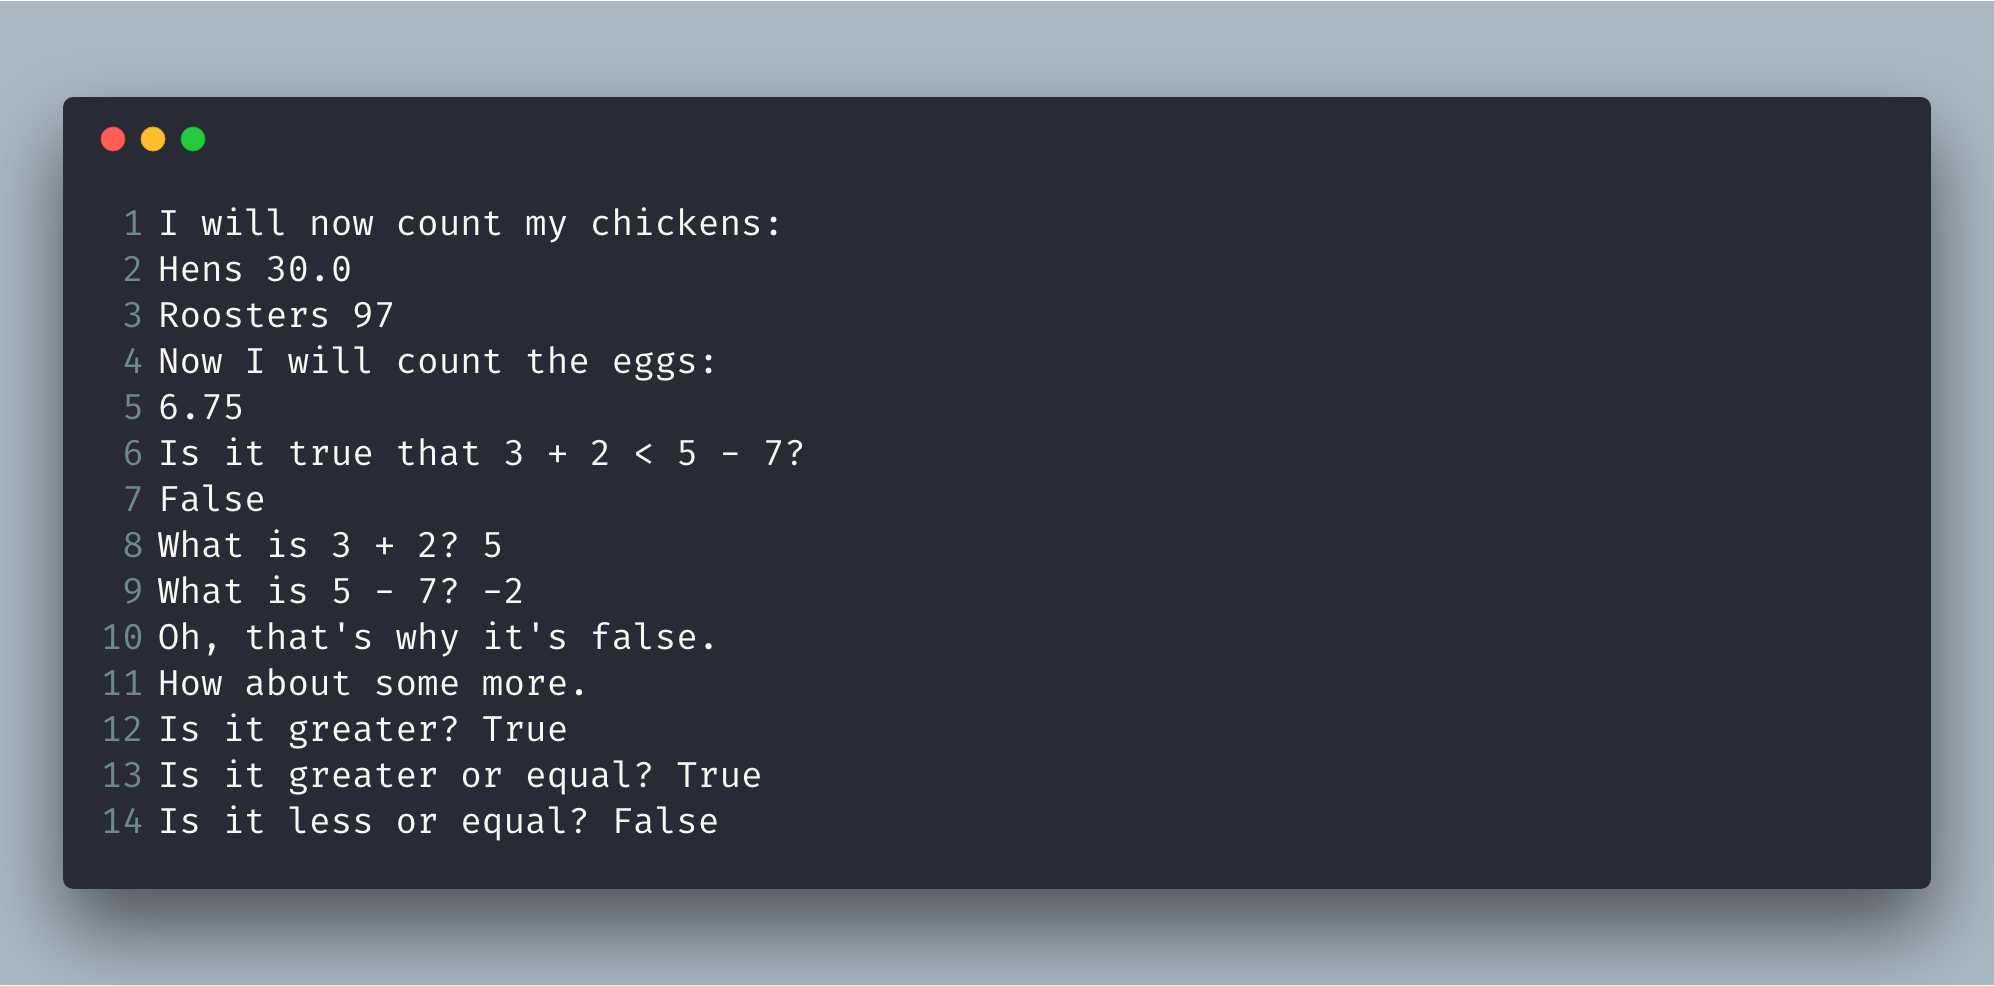 1 I will now count my chickens:
2 Hens 30.0
3 Roosters 97
4 Now I will count the eggs:
5 6.75
6 Is it true that 3 + 2 < 5 - 7?
7 False
8 What is 3 + 2? 5
9 What is 5 - 7? -2
10 Oh, that's why it's false.
11 How about some more.
12 Is it greater? True
13 Is it greater or equal? True
14 Is it less or equal? False